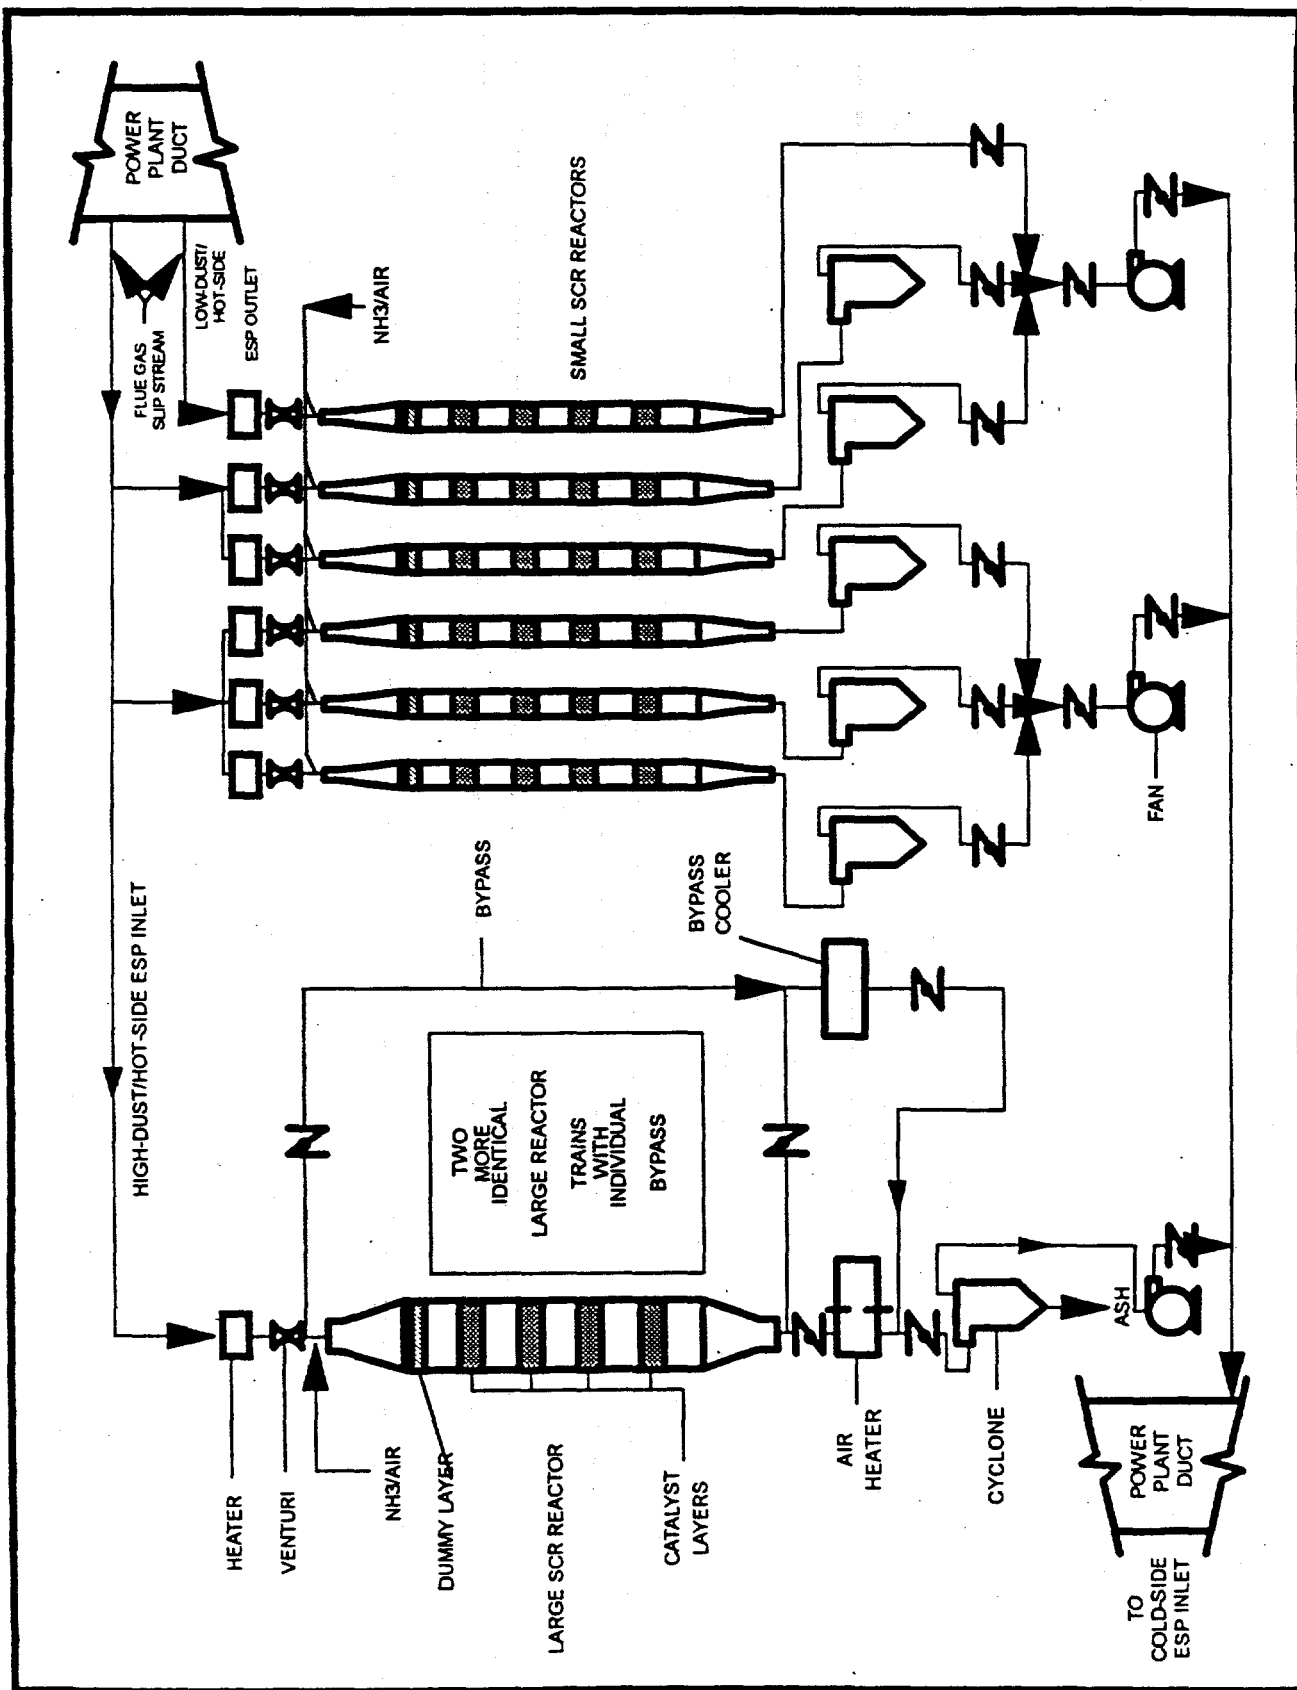 POWER
PLANT
DUCT
FLUE GAS
SLIP STREAM
LOW-DUST/
HOT-SIDE
ESP OUTLET
NH3/AIR
SMALL SCR REACTORS
HIGH-DUST/HOT-SIDE ESP INLET
BYPASS
BYPASS
COOLER
FAN
TWO
MORE
IDENTICAL
LARGE REACTOR
TRAINS
WITH
INDIVIDUAL
BYPASS
HEATER
VENTURI
NH3/AIR
DUMMY LAYER
LARGE SCR REACTOR
CATALYST
LAYERS
AIR
HEATER
CYCLONE
ASH
POWER
PLANT
DUCT
TO
COLD-SIDE
ESP INLET